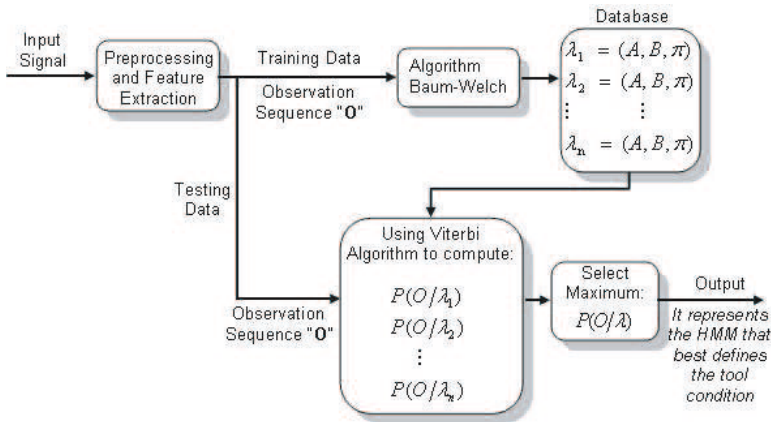 Input
Signal
Preprocessing
and Feature
Extraction
Training Data
Observation
Sequence "O"
Algorithm
Baum-Welch
Database
λ₁ = (A, B, π)
λ₂ = (A, B, π)
⋮ ⋮
λₙ = (A, B, π)
Testing
Data
Observation
Sequence "O"
Using Viterbi
Algorithm to compute:
P(O/λ₁)
P(O/λ₂)
⋮
P(O/λₙ)
Select
Maximum:
P(O/λ)
Output
It represents
the HMM that
best defines
the tool
condition